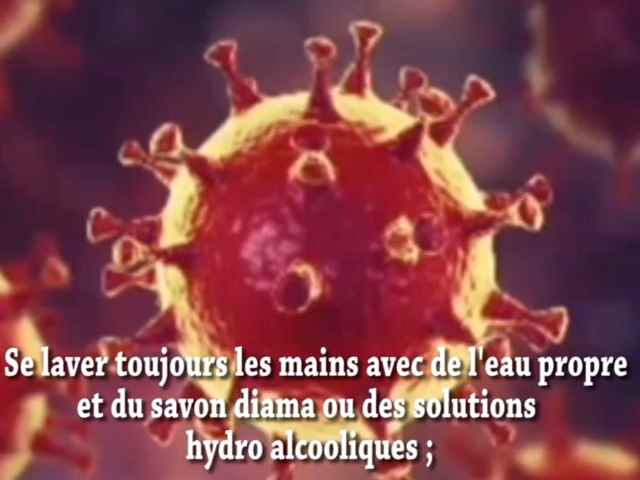 Se laver toujours les mains avec de l'eau propre
et du savon diama ou des solutions
hydro alcooliques ;